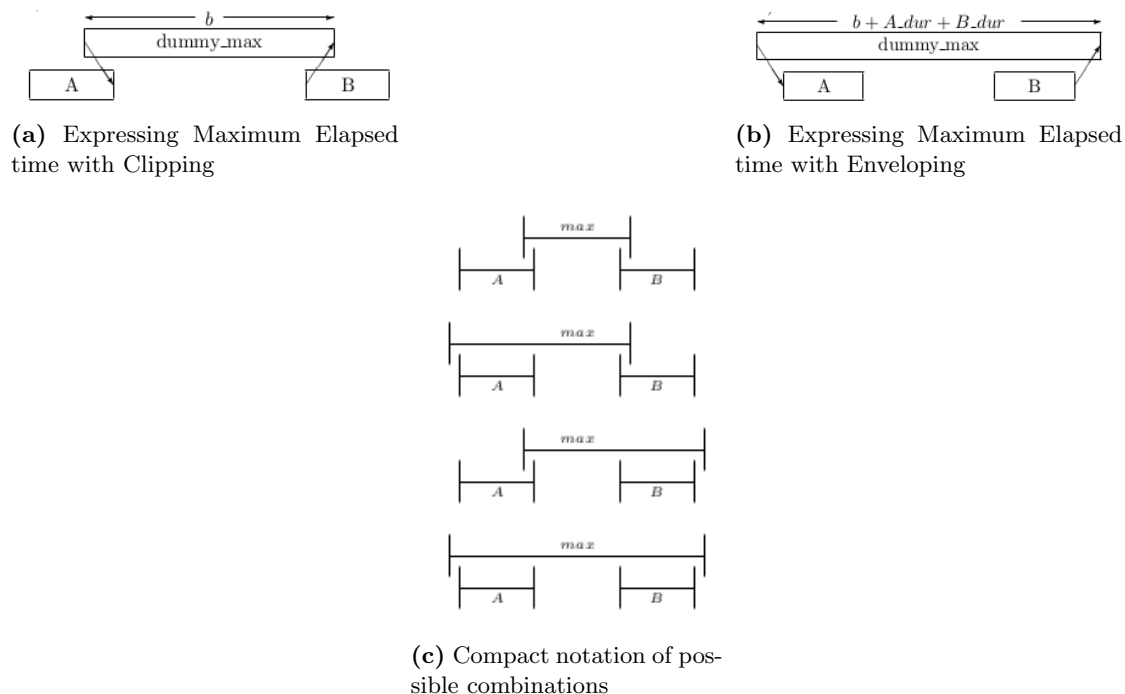 b
dummy_max
A
B
(a) Expressing Maximum Elapsed
time with Clipping
b + A_dur + B_dur
dummy_max
A
B
(b) Expressing Maximum Elapsed
time with Enveloping
max
A
B
max
A
B
max
A
B
max
A
B
(c) Compact notation of pos-
sible combinations